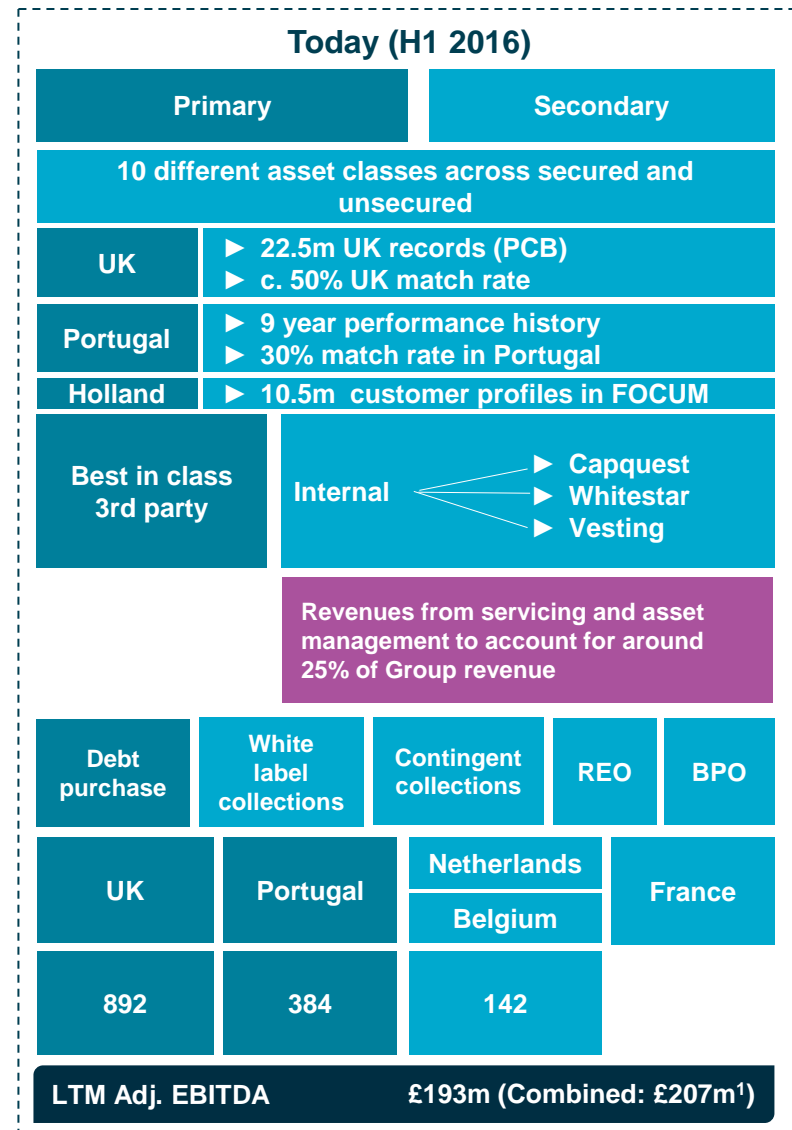 Today (H1 2016)
Primary
Secondary
10 different asset classes across secured and
unsecured
UK
► 22.5m UK records (PCB)
► c. 50% UK match rate
Portugal
► 9 year performance history
► 30% match rate in Portugal
Holland
► 10.5m customer profiles in FOCUM
Best in class
3rd party
Internal
► Capquest
► Whitestar
► Vesting
Revenues from servicing and asset
management to account for around
25% of Group revenue
Debt
purchase
White
label
collections
Contingent
collections
REO
BPO
UK
Portugal
Netherlands
Belgium
France
892
384
142
LTM Adj. EBITDA £193m (Combined: £207m¹)